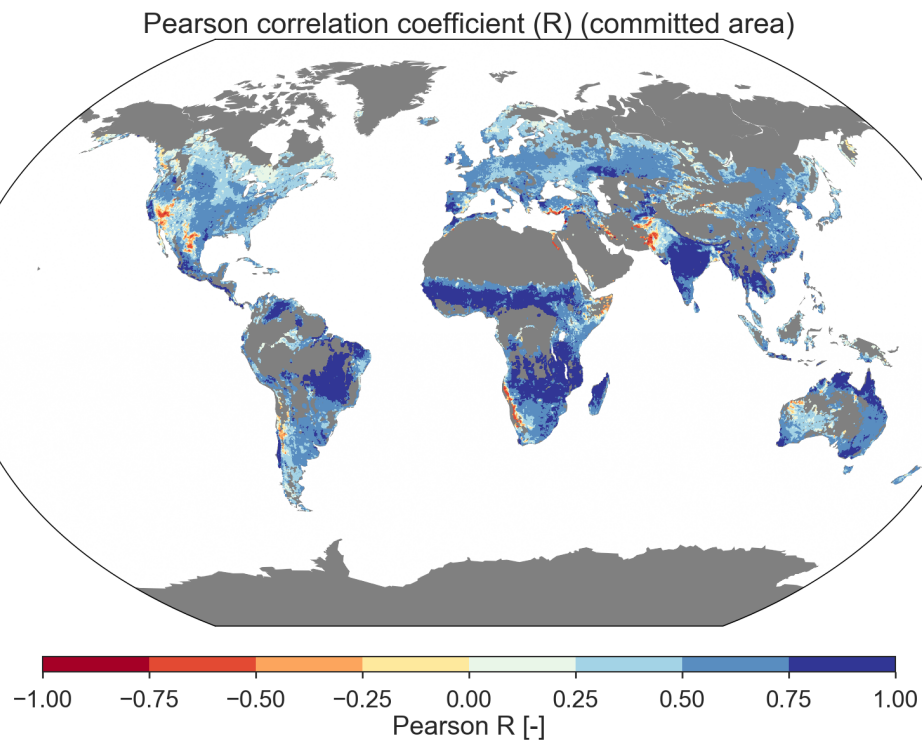 Pearson correlation coefficient (R) (committed area)
−1.00 −0.75 −0.50 −0.25 0.00 0.25 0.50 0.75 1.00
Pearson R [-]